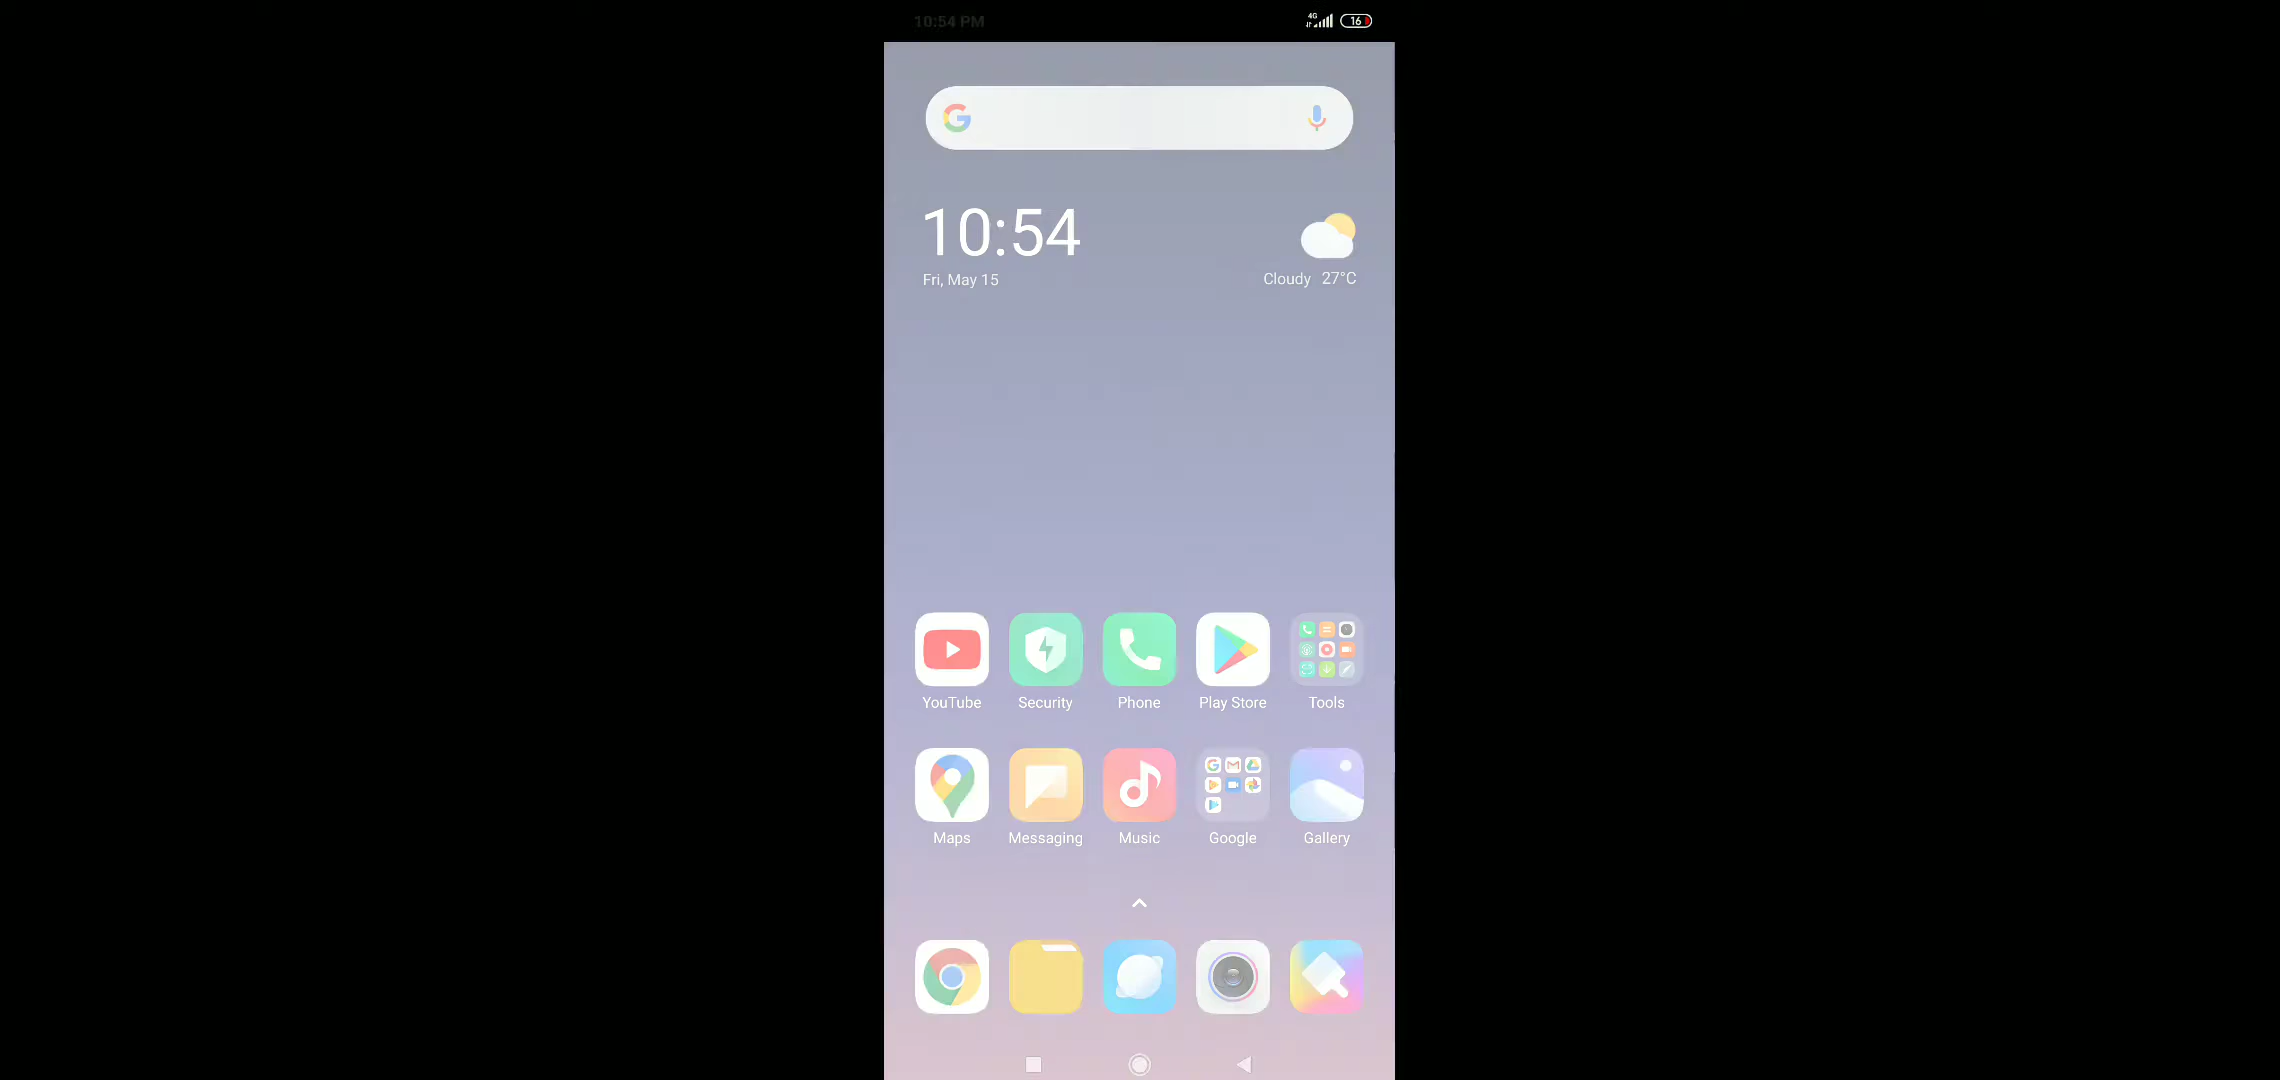 10:54 PM
4G
16
10:54
Fri, May 15
Cloudy 27°C
YouTube
Security
Phone
Play Store
Tools
Maps
Messaging
Music
Google
Gallery